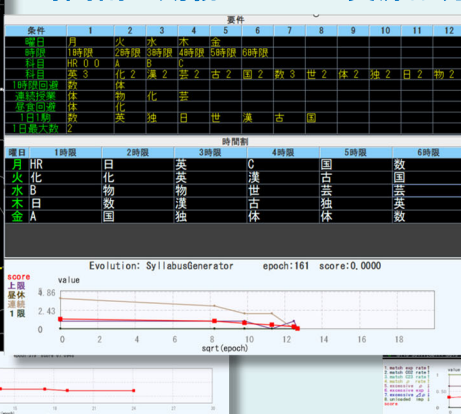 要件
条件 1 2 3 4 5 6 7 8 9 10 11 12
曜日 月 火 水 木 金
時限 1時限 2時限 3時限 4時限 5時限 6時限
科目 HR 0 0 A B C
科目 英 3 化 2 漢 2 芸 2 古 2 国 2 数 3 世 2 体 2 独 2 日 2 物 2
1時限回避 数 体
連続授業 体 物 化 芸
昼食回避 体 化
1日1駒 数 英 独 日 世 漢 古 国
1日最大数 2
時間割
曜日 1時限 2時限 3時限 4時限 5時限 6時限
月 HR 日 英 C 国 数
火 化 化 英 漢 古 国
水 B 物 物 世 芸 芸
木 日 数 漢 古 独 英
金 A 国 独 体 体 数
Evolution: SyllabusGenerator epoch:161 score:0.0000
score
上限
昼休
連続
1限
value
4.86
2.43
0
0 2 4 6 8 10 12 14 16 18
sqrt(epoch)